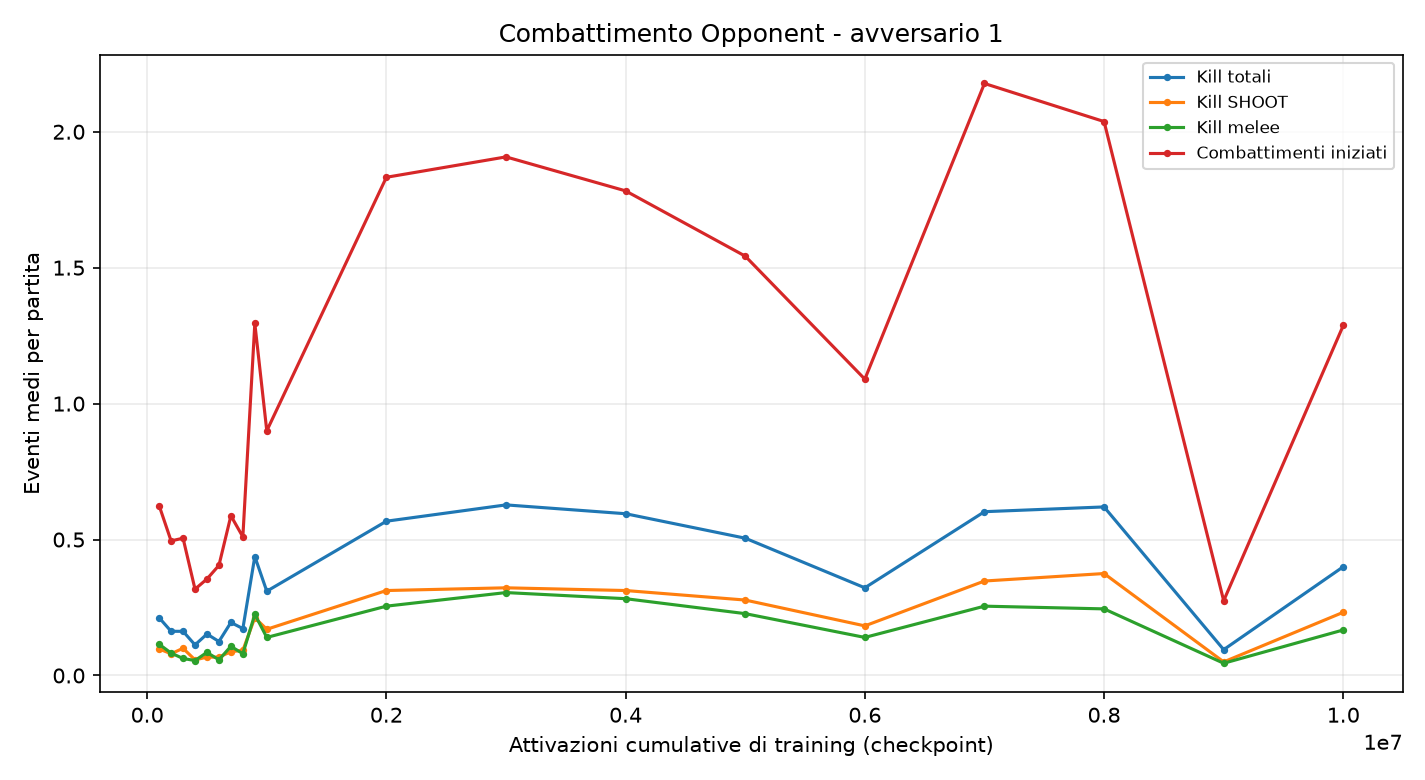 Combattimento Opponent - avversario 1
Kill totali
Kill SHOOT
Kill melee
Combattimenti iniziati
Eventi medi per partita
2.0
1.5
1.0
0.5
0.0
0.0
0.2
0.4
0.6
0.8
1.0
1e7
Attivazioni cumulative di training (checkpoint)